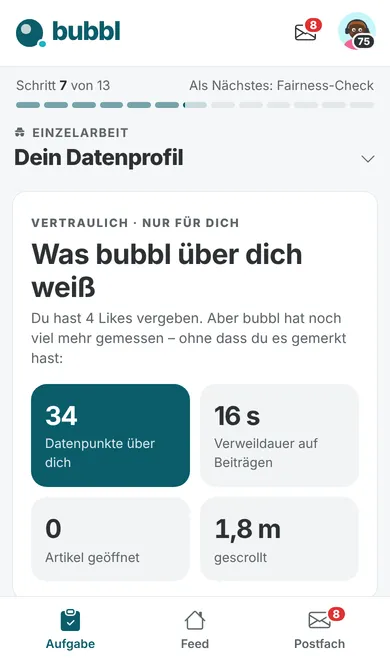 bubbl
8
75
Schritt 7 von 13
Als Nächstes: Fairness-Check
EINZELARBEIT
Dein Datenprofil
VERTRAULICH · NUR FÜR DICH
Was bubbl über dich
weiß
Du hast 4 Likes vergeben. Aber bubbl hat noch
viel mehr gemessen – ohne dass du es gemerkt
hast:
34
Datenpunkte über
dich
16 s
Verweildauer auf
Beiträgen
0
Artikel geöffnet
1,8 m
gescrollt
8
Aufgabe
Feed
Postfach